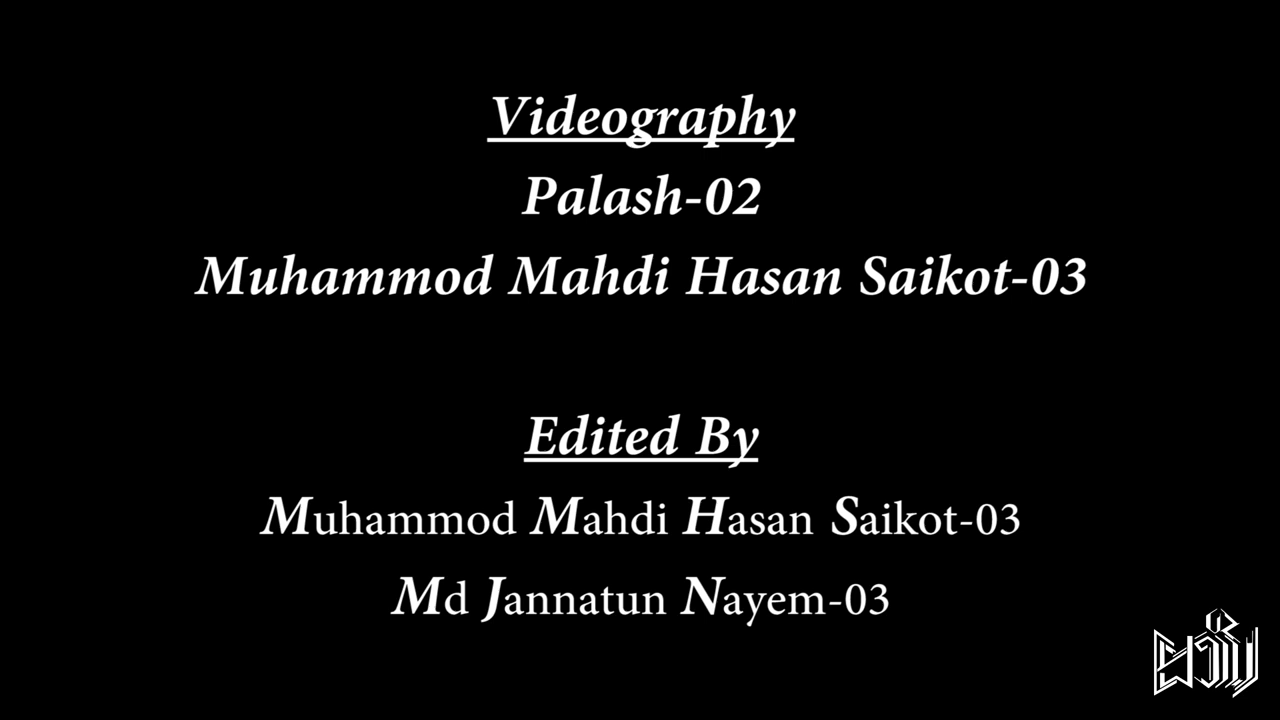 Videography
Palash-02
Muhammod Mahdi Hasan Saikot-03
Edited By
Muhammod Mahdi Hasan Saikot-03
Md Jannatun Nayem-03